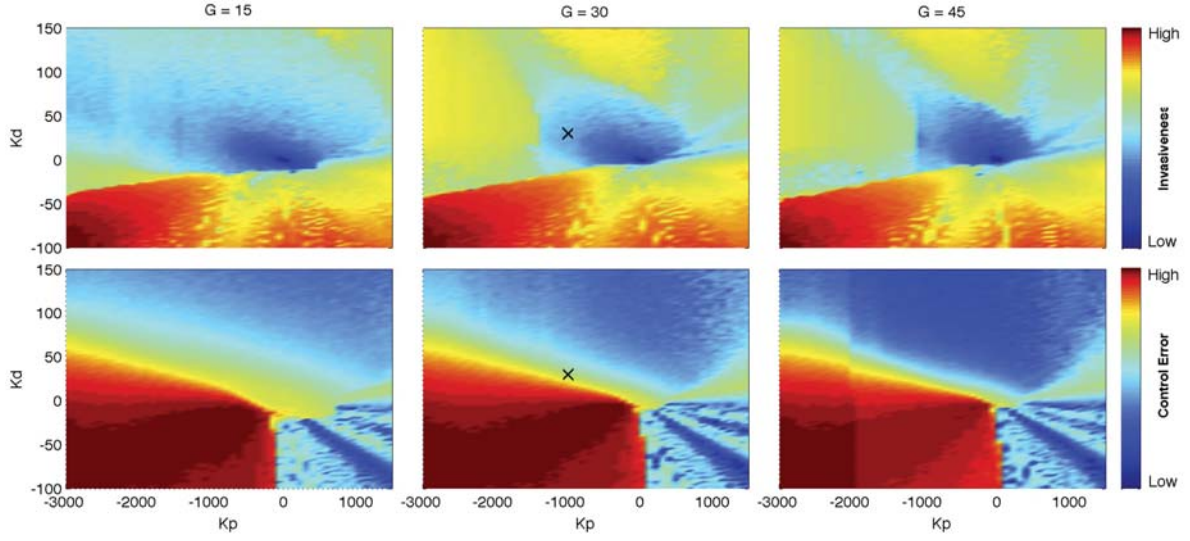 G = 15
G = 30
G = 45
Kd
150
100
50
0
-50
-100
High
Invasiveness
Low
Kd
150
100
50
0
-50
-100
High
Control Error
Low
-3000 -2000 -1000 0 1000
-2000 -1000 0 1000
-2000 -1000 0 1000
Kp
Kp
Kp